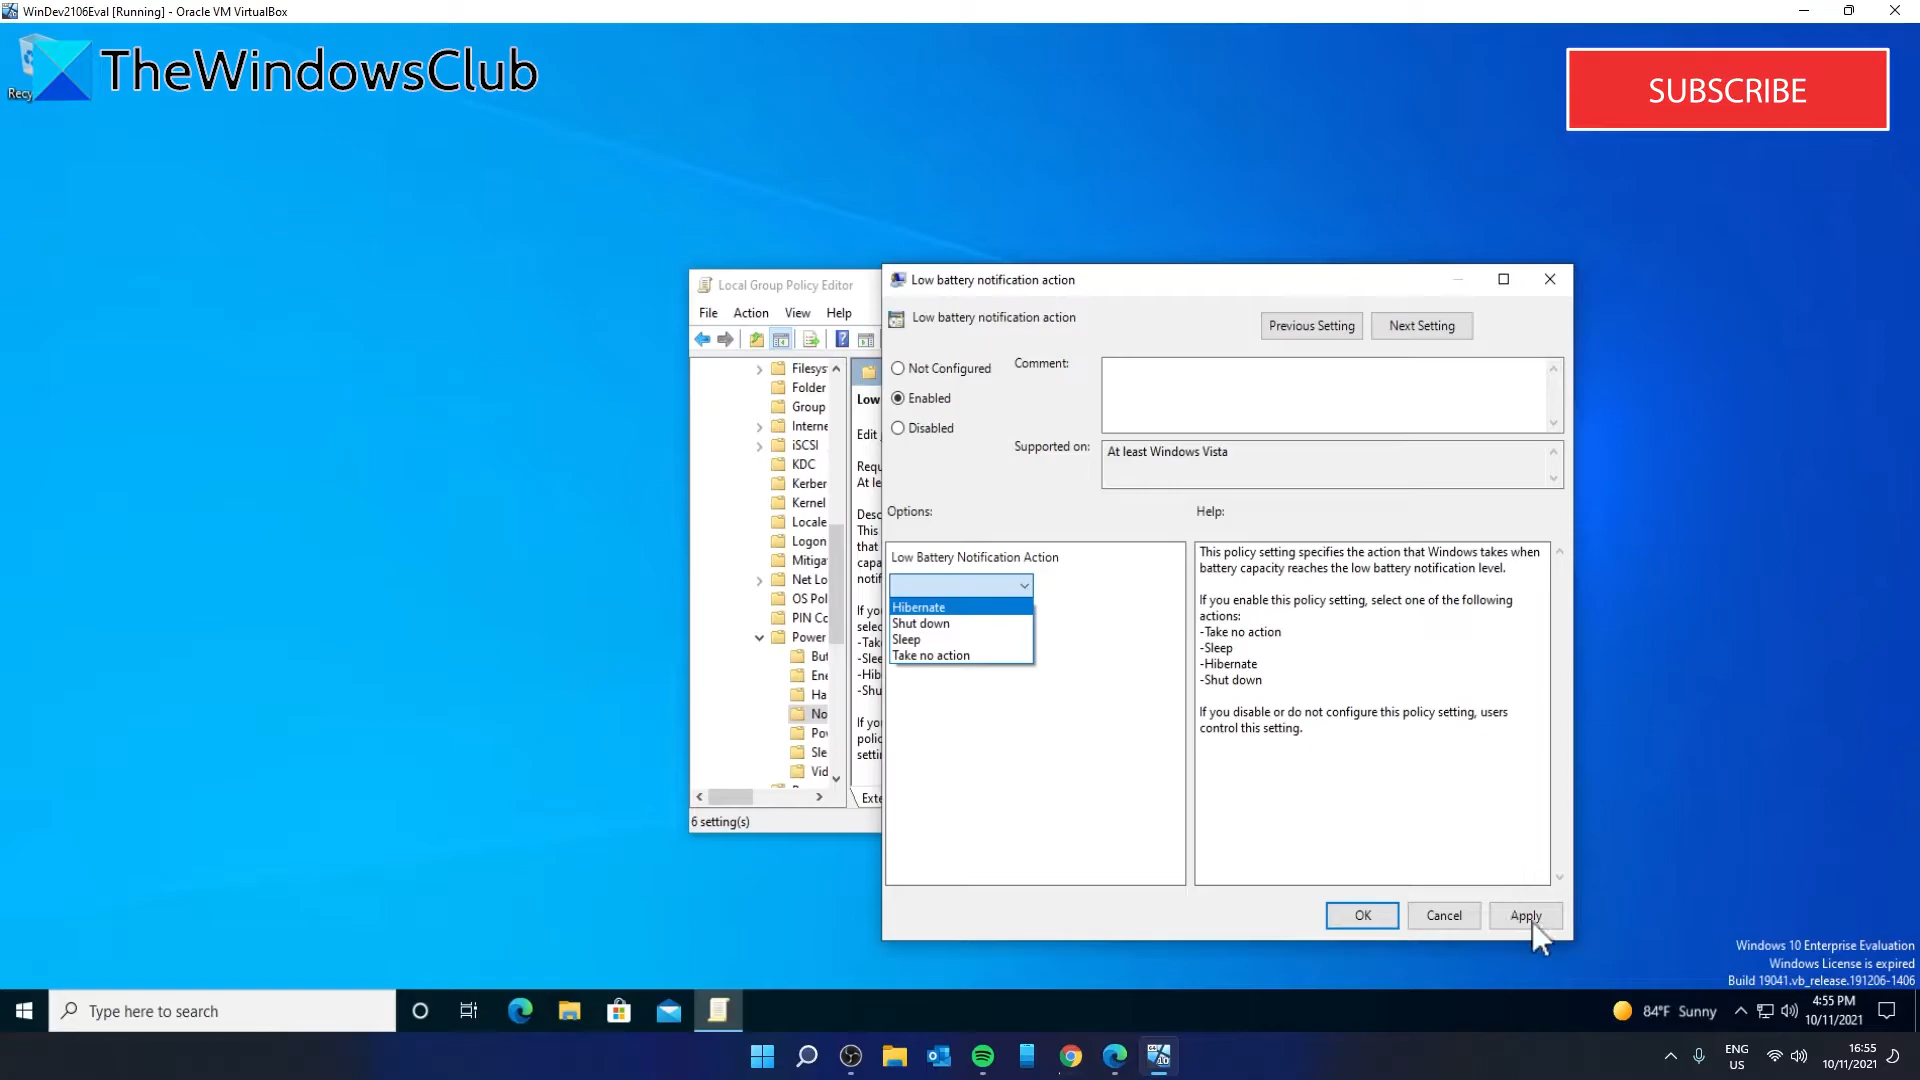 WinDev2106Eval [Running] - Oracle VM VirtualBox
TheWindowsClub
SUBSCRIBE
Recy
Local Group Policy Editor
File Action View Help
Filesys
Folder
Group
Interne
iSCSI
KDC
Kerber
Kernel
Locale
Logon
Mitiga
Net Lo
OS Pol
PIN Co
Power
But
Ene
Ha
No
Pov
Sle
Vid
Low
Edit
Requ
At le
Desc
This
that
capa
notif
If you
selec
-Tak
-Slee
-Hib
-Shu
If you
polic
settin
Exte
6 setting(s)
Low battery notification action
Low battery notification action
Previous Setting Next Setting
Not Configured
Enabled
Disabled
Comment:
Supported on:
At least Windows Vista
Options:
Help:
Low Battery Notification Action
Hibernate
Shut down
Sleep
Take no action
This policy setting specifies the action that Windows takes when
battery capacity reaches the low battery notification level.
If you enable this policy setting, select one of the following
actions:
-Take no action
-Sleep
-Hibernate
-Shut down
If you disable or do not configure this policy setting, users
control this setting.
OK Cancel Apply
Windows 10 Enterprise Evaluation
Windows License is expired
Build 19041.vb_release.191206-1406
Type here to search
84°F Sunny
4:55 PM
10/11/2021
ENG
US
16:55
10/11/2021